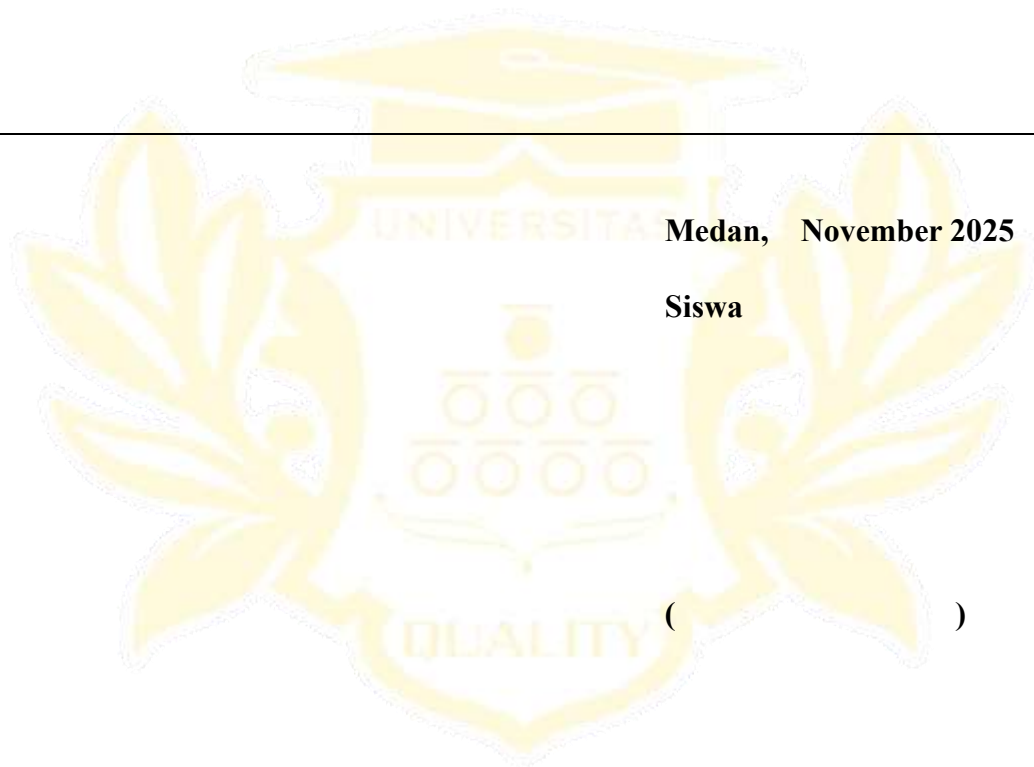 UNIVERSITAS
Medan, November 2025
Siswa
( )
QUALITY